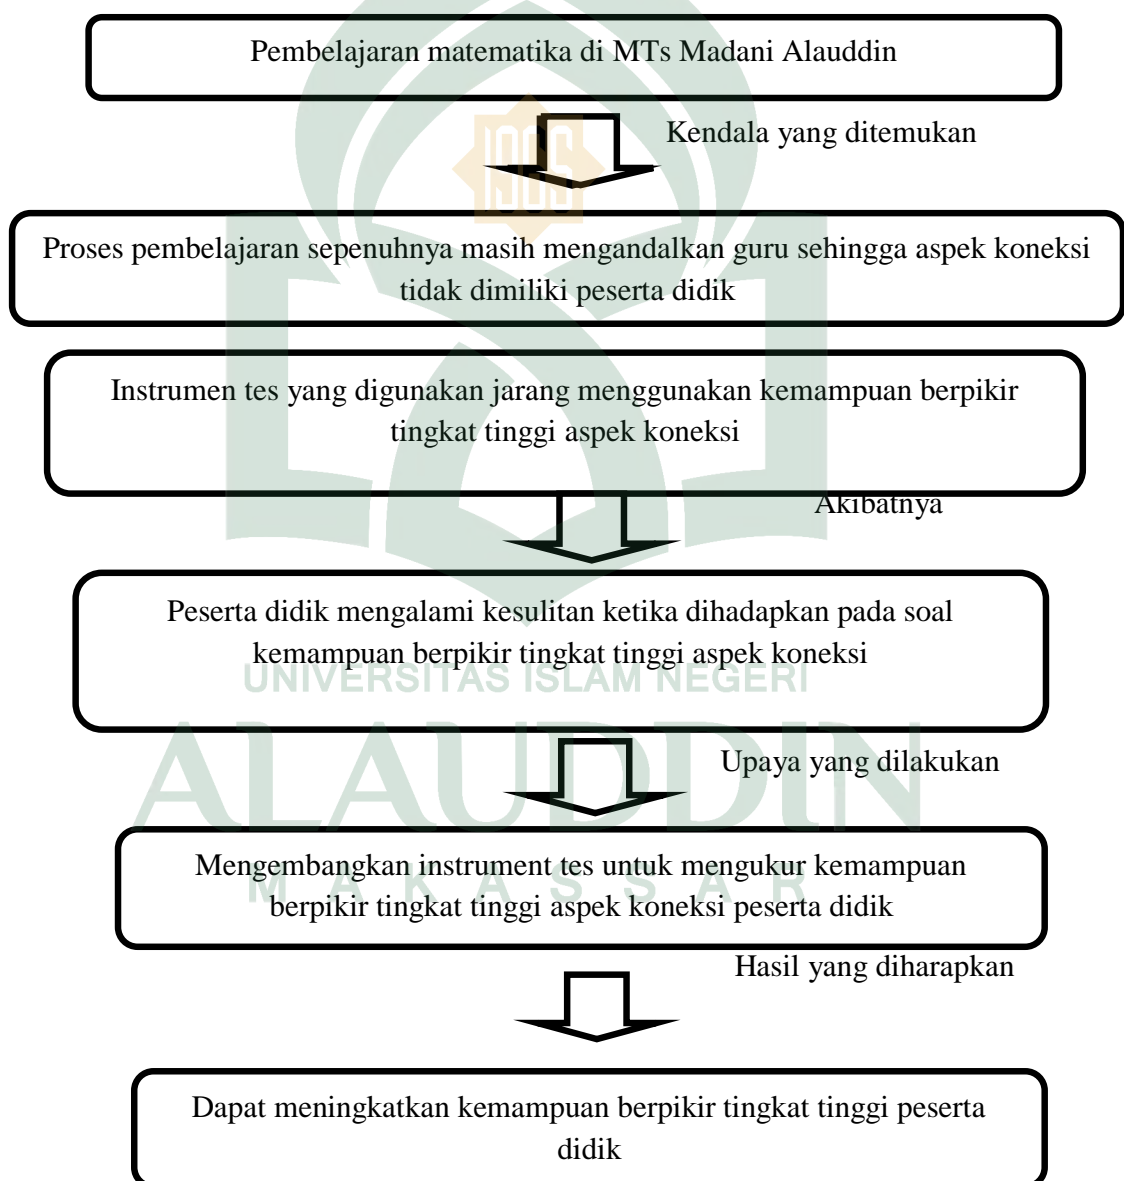 Pembelajaran matematika di MTs Madani Alauddin
Kendala yang ditemukan
1965
Proses pembelajaran sepenuhnya masih mengandalkan guru sehingga aspek koneksi
tidak dimiliki peserta didik
Instrumen tes yang digunakan jarang menggunakan kemampuan berpikir
tingkat tinggi aspek koneksi
Akibatnya
Peserta didik mengalami kesulitan ketika dihadapkan pada soal
kemampuan berpikir tingkat tinggi aspek koneksi
UNIVERSITAS ISLAM NEGERI
ALAUDDIN
Upaya yang dilakukan
Mengembangkan instrument tes untuk mengukur kemampuan
berpikir tingkat tinggi aspek koneksi peserta didik
MAKASSAR
Hasil yang diharapkan
Dapat meningkatkan kemampuan berpikir tingkat tinggi peserta
didik